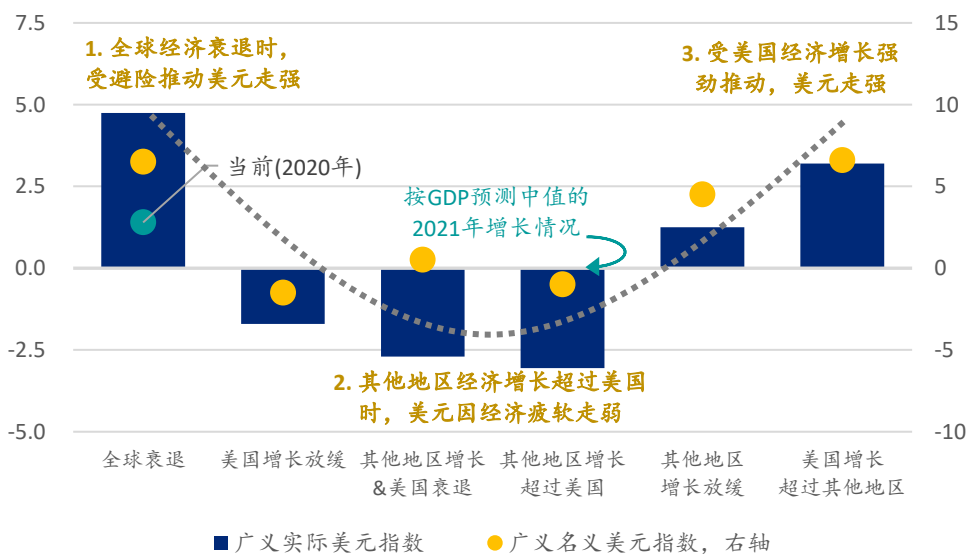 7.5
5.0
2.5
0.0
-2.5
-5.0
15
10
5
0
-5
-10
1. 全球经济衰退时，
受避险推动美元走强
3. 受美国经济增长强
劲推动，美元走强
当前(2020年)
按GDP预测中值的
2021年增长情况
2. 其他地区经济增长超过美国
时，美元因经济疲软走弱
全球衰退
美国增长放缓
其他地区增长
&美国衰退
其他地区增长
超过美国
其他地区
增长放缓
美国增长
超过其他地区
广义实际美元指数
广义名义美元指数，右轴